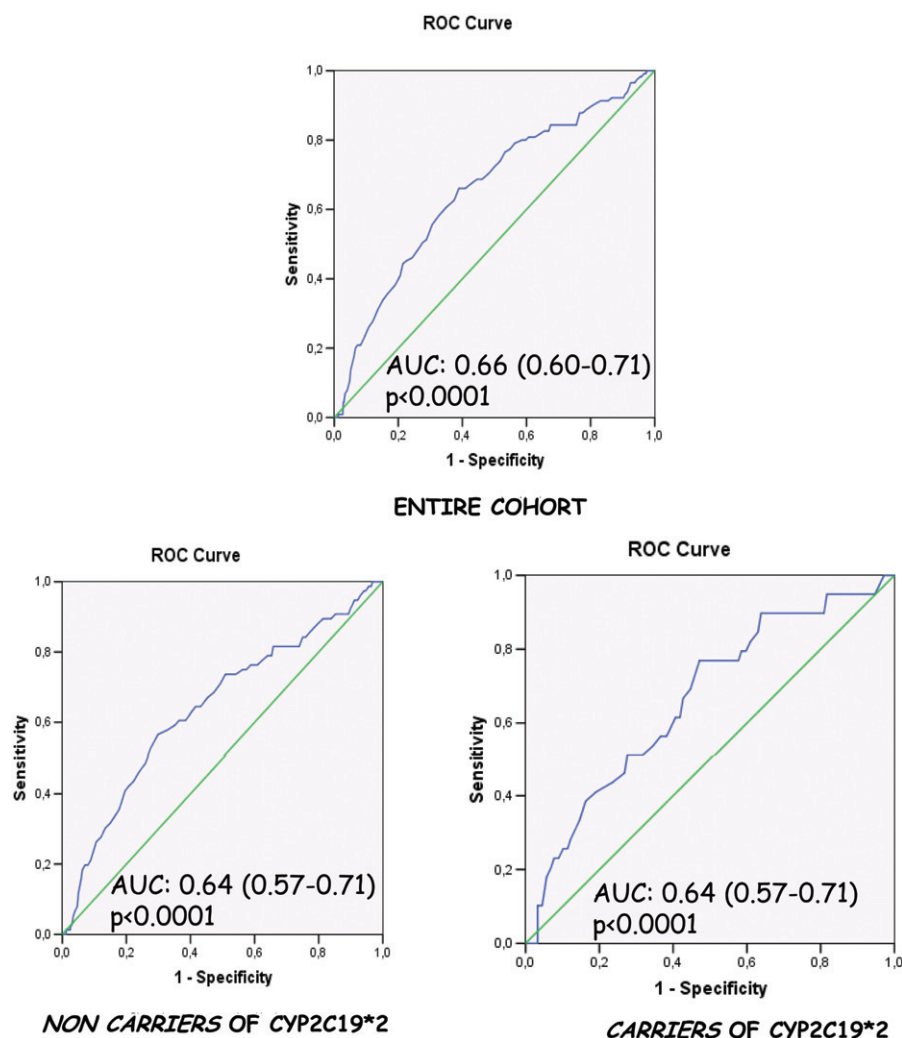 ROC Curve
1,0
0,8
0,6
0,4
0,2
0,0
Sensitivity
AUC: 0.66 (0.60-0.71)
p<0.0001
0,0 0,2 0,4 0,6 0,8 1,0
1 - Specificity
ENTIRE COHORT
ROC Curve
1,0
0,8
0,6
0,4
0,2
0,0
Sensitivity
AUC: 0.64 (0.57-0.71)
p<0.0001
0,0 0,2 0,4 0,6 0,8 1,0
1 - Specificity
NON CARRIERS OF CYP2C19*2
ROC Curve
1,0
0,8
0,6
0,4
0,2
0,0
Sensitivity
AUC: 0.64 (0.57-0.71)
p<0.0001
0,0 0,2 0,4 0,6 0,8 1,0
1 - Specificity
CARRIERS OF CYP2C19*2